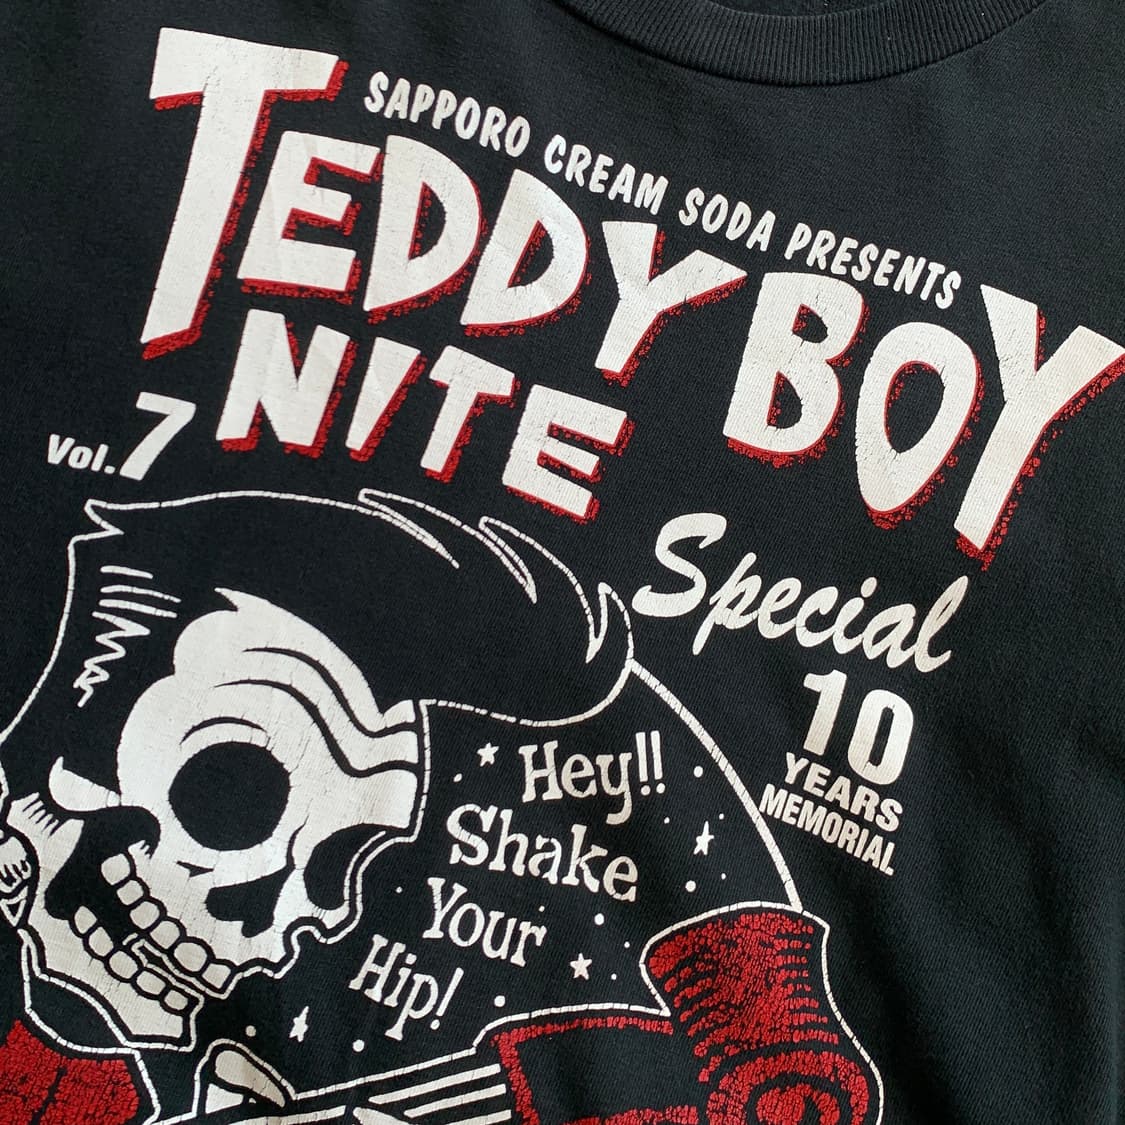 SAPPORO CREAM SODA PRESENTS
TEDDY BOY
NITE
Vol.7
Special
10
YEARS
MEMORIAL
Hey!!
Shake
Your
Hip!